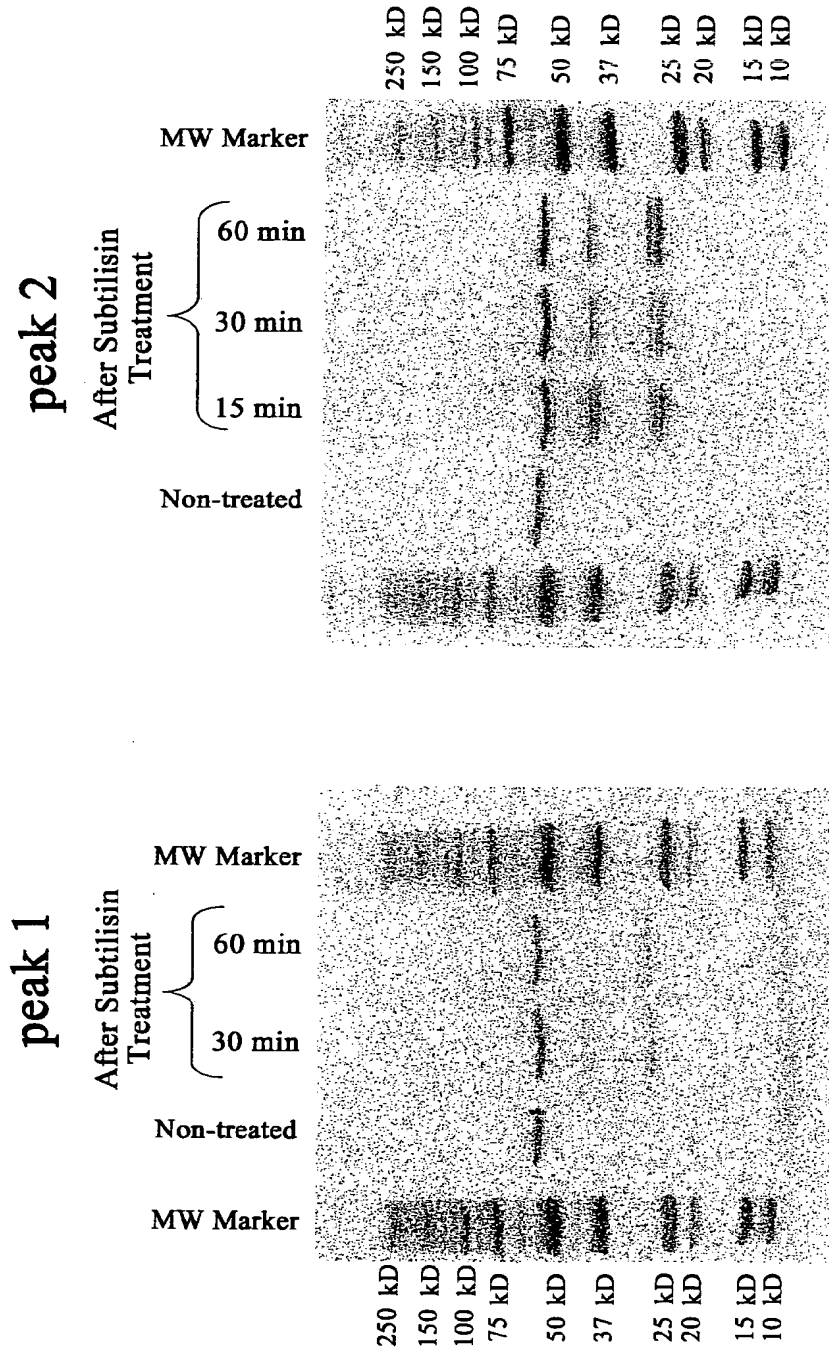 peak 1
After Subtilisin
Treatment
MW Marker
Non-treated
30 min
60 min
MW Marker
250 kD
150 kD
100 kD
75 kD
50 kD
37 kD
25 kD
20 kD
15 kD
10 kD
peak 2
After Subtilisin
Treatment
Non-treated
15 min
30 min
60 min
MW Marker
250 kD
150 kD
100 kD
75 kD
50 kD
37 kD
25 kD
20 kD
15 kD
10 kD